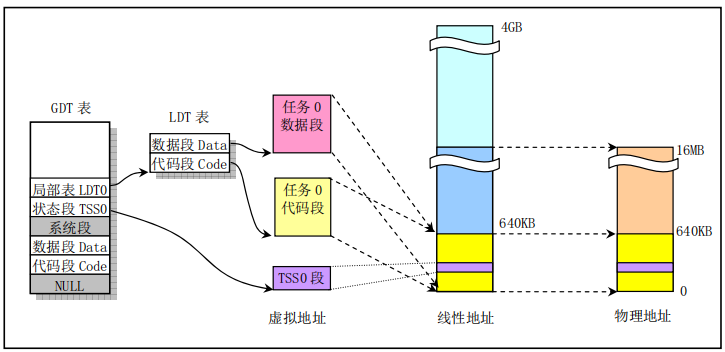 GDT 表
局部表 LDT0
状态段 TSS0
系统段
数据段 Data
代码段 Code
NULL
LDT 表
数据段 Data
代码段 Code
任务 0
数据段
任务 0
代码段
TSS0 段
虚拟地址
4GB
640KB
线性地址
16MB
640KB
0
物理地址